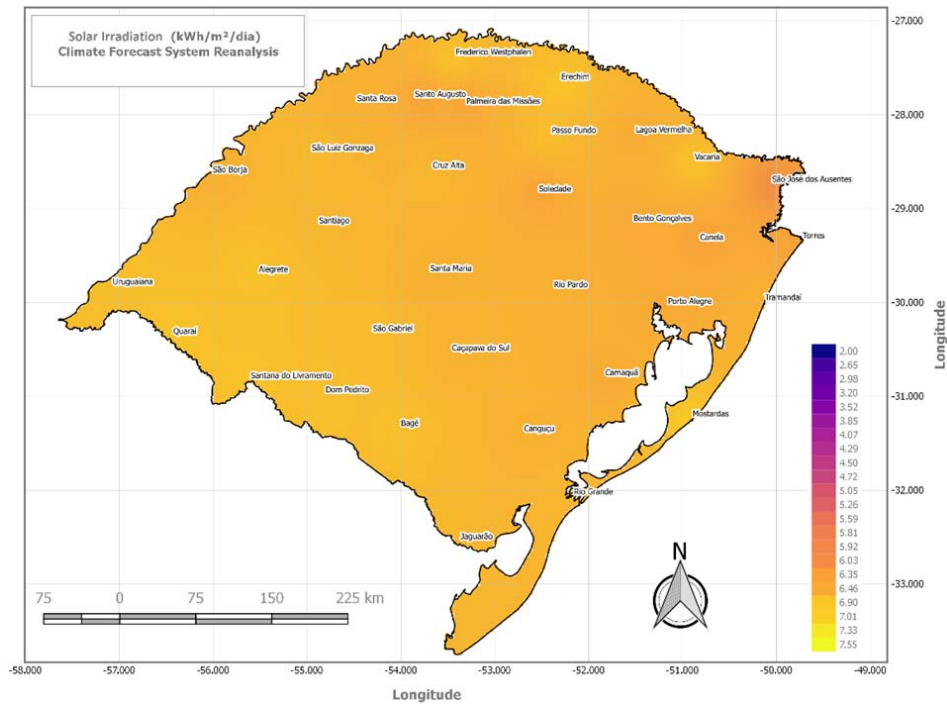 Solar Irradiation (kWh/m²/dia)
Climate Forecast System Reanalysis
-27.000
Frederico Westphalen
Erechim
Santa Rosa
Santo Augusto
Palmeira das Missões
-28.000
Passo Fundo
Lagoa Vermelha
São Luiz Gonzaga
Vacaria
São Borja
Cruz Alta
São José dos Ausentes
Soledade
-29.000
Santiago
Bento Gonçalves
Canela
Torres
Alegrete
Santa Maria
Uruguaiana
Rio Pardo
Tramandaí
Porto Alegre
-30.000
Quaraí
São Gabriel
Caçapava do Sul
Longitude
2.00
2.65
2.98
3.20
3.52
3.85
4.07
4.29
4.50
4.72
5.05
5.26
5.59
5.81
5.92
6.03
6.35
6.46
6.90
7.01
7.33
7.55
Santana do Livramento
Camaquã
Dom Pedrito
-31.000
Mostardas
Bagé
Canguçu
-32.000
Rio Grande
Jaguarão
N
-33.000
75 0 75 150 225 km
-58.000 -57.000 -56.000 -55.000 -54.000 -53.000 -52.000 -51.000 -50.000 -49.000
Longitude